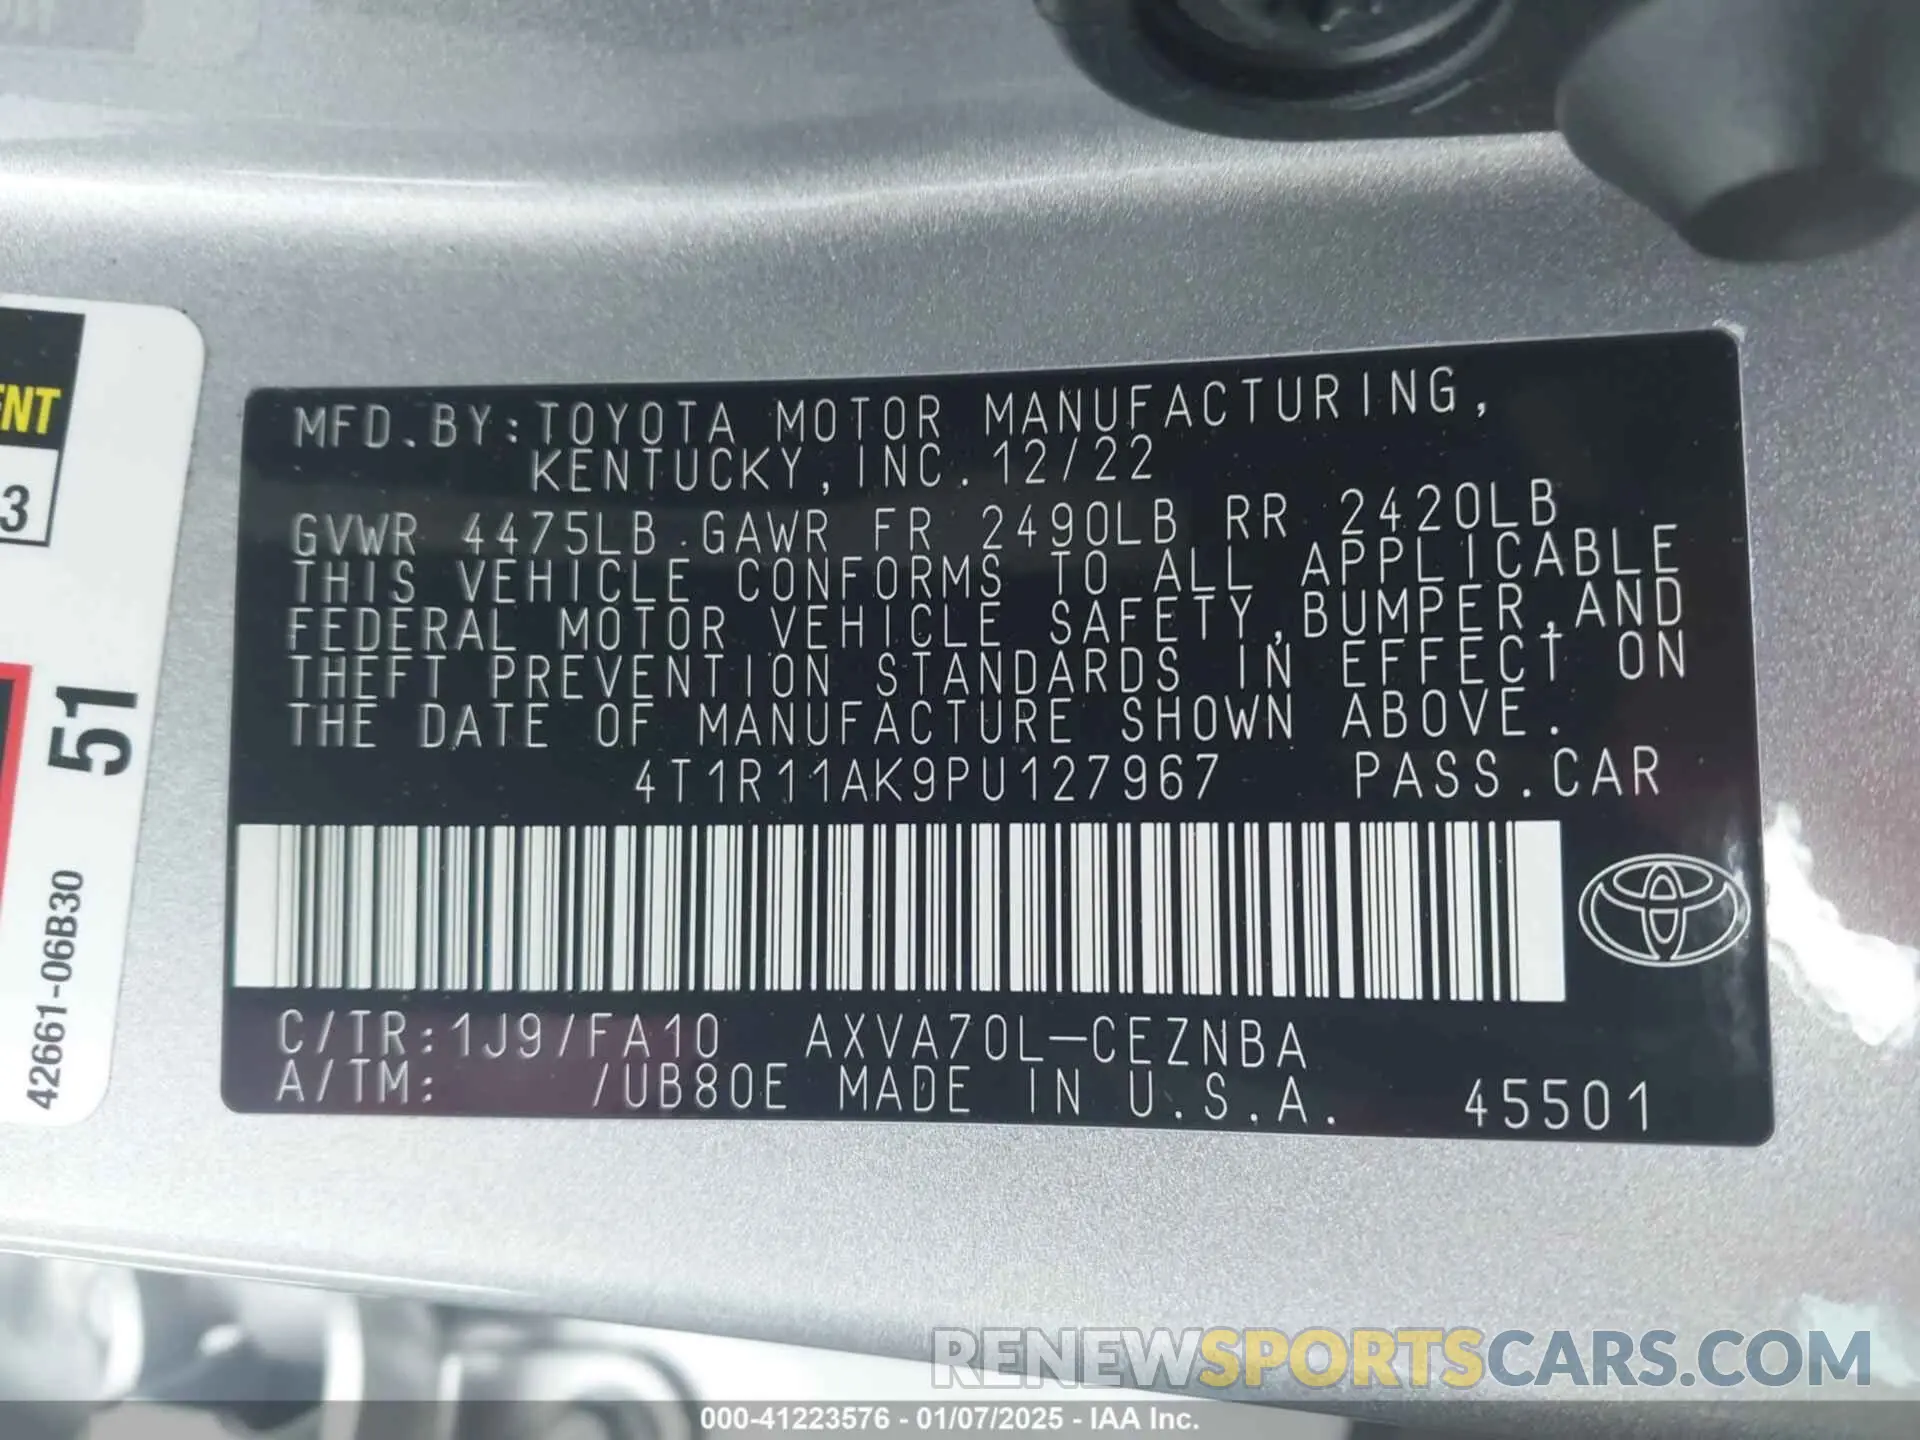 MFD.BY:TOYOTA MOTOR MANUFACTURING,
KENTUCKY,INC. 12/22
GVWR 4475LB GAWR FR 2490LB RR 2420LB
THIS VEHICLE CONFORMS TO ALL APPLICABLE
FEDERAL MOTOR VEHICLE SAFETY,BUMPER,AND
THEFT PREVENTION STANDARDS IN EFFECT ON
THE DATE OF MANUFACTURE SHOWN ABOVE.
4T1R11AK9PU127967 PASS.CAR
C/TR:1J9/FA10 AXVA70L-CEZNBA
A/TM: /UB80E MADE IN U.S.A. 45501
ENT
3
51
42661-06B30
RENEWSPORTSCARS.COM
000-41223576 - 01/07/2025 - IAA Inc.